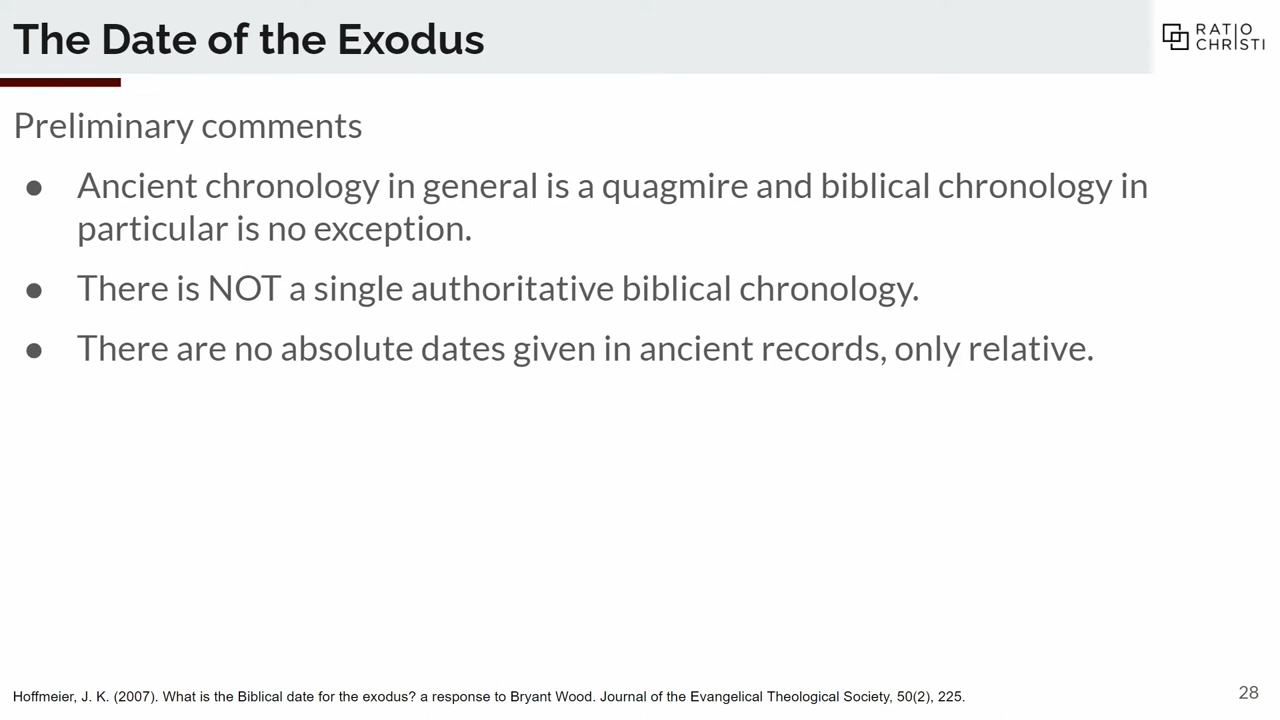 The Date of the Exodus
RATIO
CHRISTI
Preliminary comments
● Ancient chronology in general is a quagmire and biblical chronology in
particular is no exception.
● There is NOT a single authoritative biblical chronology.
● There are no absolute dates given in ancient records, only relative.
Hoffmeier, J. K. (2007). What is the Biblical date for the exodus? a response to Bryant Wood. Journal of the Evangelical Theological Society, 50(2), 225.
28